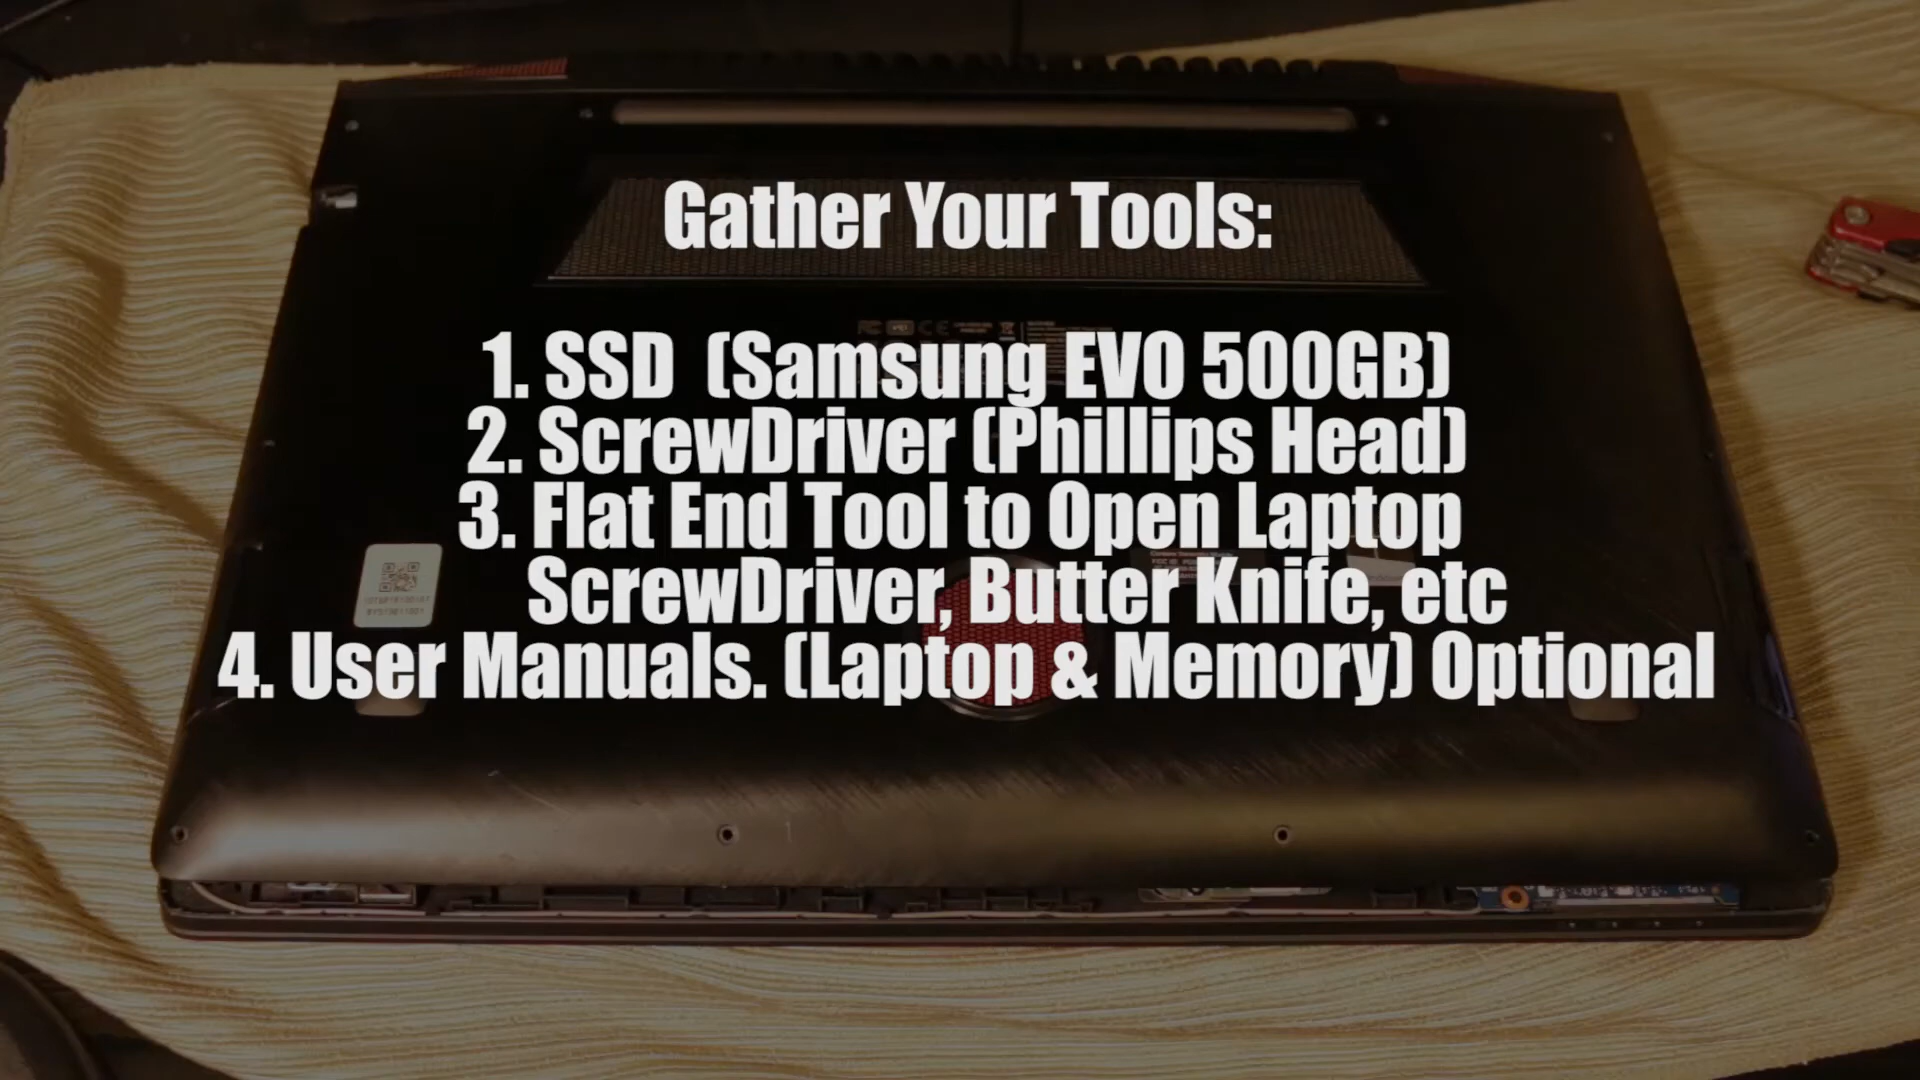 Gather Your Tools:
1. SSD (Samsung EVO 500GB)
2. ScrewDriver (Phillips Head)
3. Flat End Tool to Open Laptop
ScrewDriver, Butter Knife, etc
4. User Manuals. (Laptop & Memory) Optional